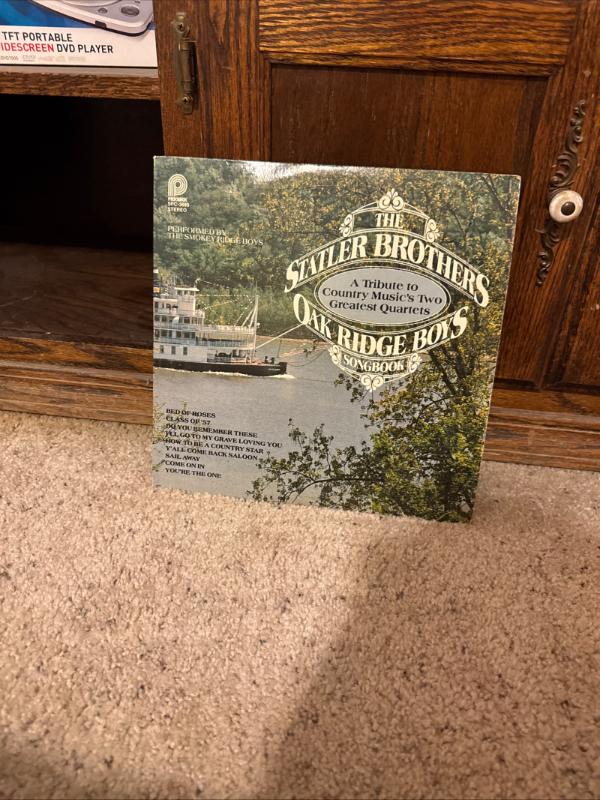 TFT PORTABLE
IDESCREEN DVD PLAYER
PICKWICK
STEREO
PERFORMED BY
THE SMOKEY RIDGE BOYS
THE
STATLER BROTHERS
A Tribute to
Country Music's Two
Greatest Quartets
OAK RIDGE BOYS
SONGBOOK
BED OF ROSES
CLASS OF '57
DO YOU REMEMBER THESE
I'LL GO TO MY GRAVE LOVING YOU
HOW TO BE A COUNTRY STAR
Y'ALL COME BACK SALOON
SAIL AWAY
COME ON IN
YOU'RE THE ONE